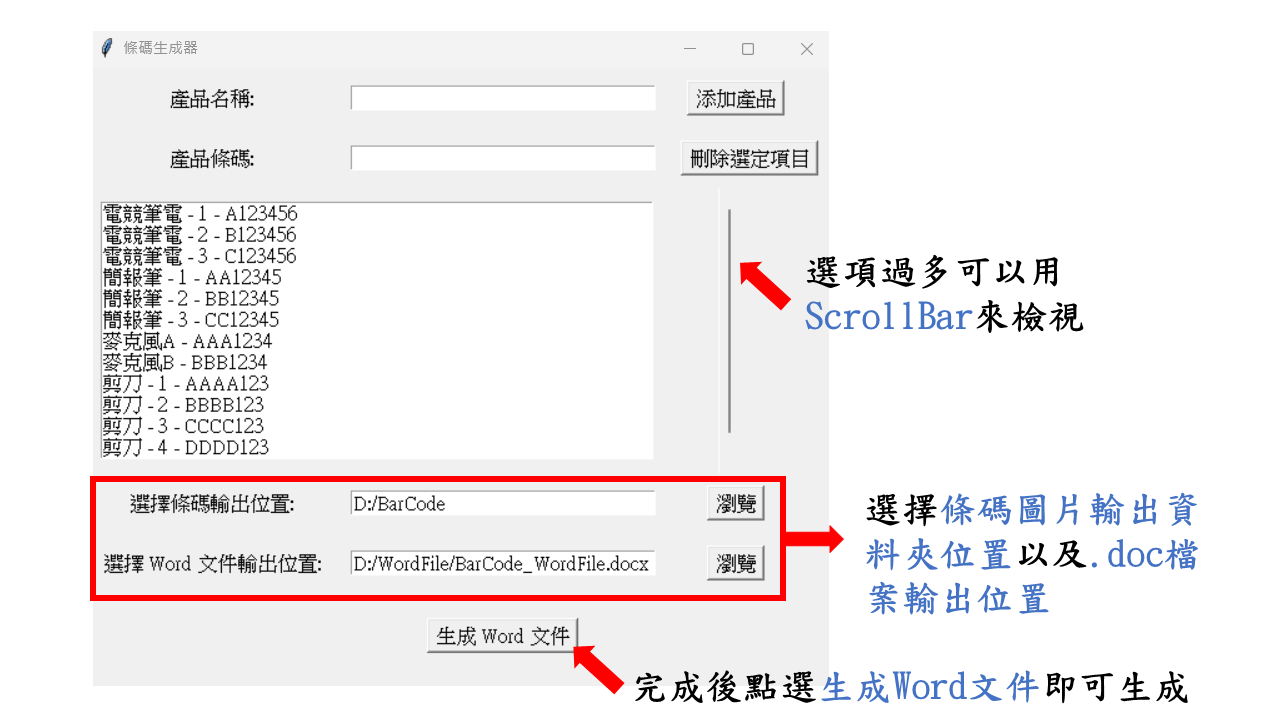 條碼生成器
產品名稱:
添加產品
產品條碼:
刪除選定項目
電競筆電 - 1 - A123456
電競筆電 - 2 - B123456
電競筆電 - 3 - C123456
簡報筆 - 1 - AA12345
簡報筆 - 2 - BB12345
簡報筆 - 3 - CC12345
麥克風A - AAA1234
麥克風B - BBB1234
剪刀 - 1 - AAAA123
剪刀 - 2 - BBBB123
剪刀 - 3 - CCCC123
剪刀 - 4 - DDDD123
選項過多可以用
ScrollBar來檢視
選擇條碼輸出位置:
D:/BarCode
瀏覽
選擇 Word 文件輸出位置:
D:/WordFile/BarCode_WordFile.docx
瀏覽
選擇條碼圖片輸出資
料夾位置以及.doc檔
案輸出位置
生成 Word 文件
完成後點選生成Word文件即可生成